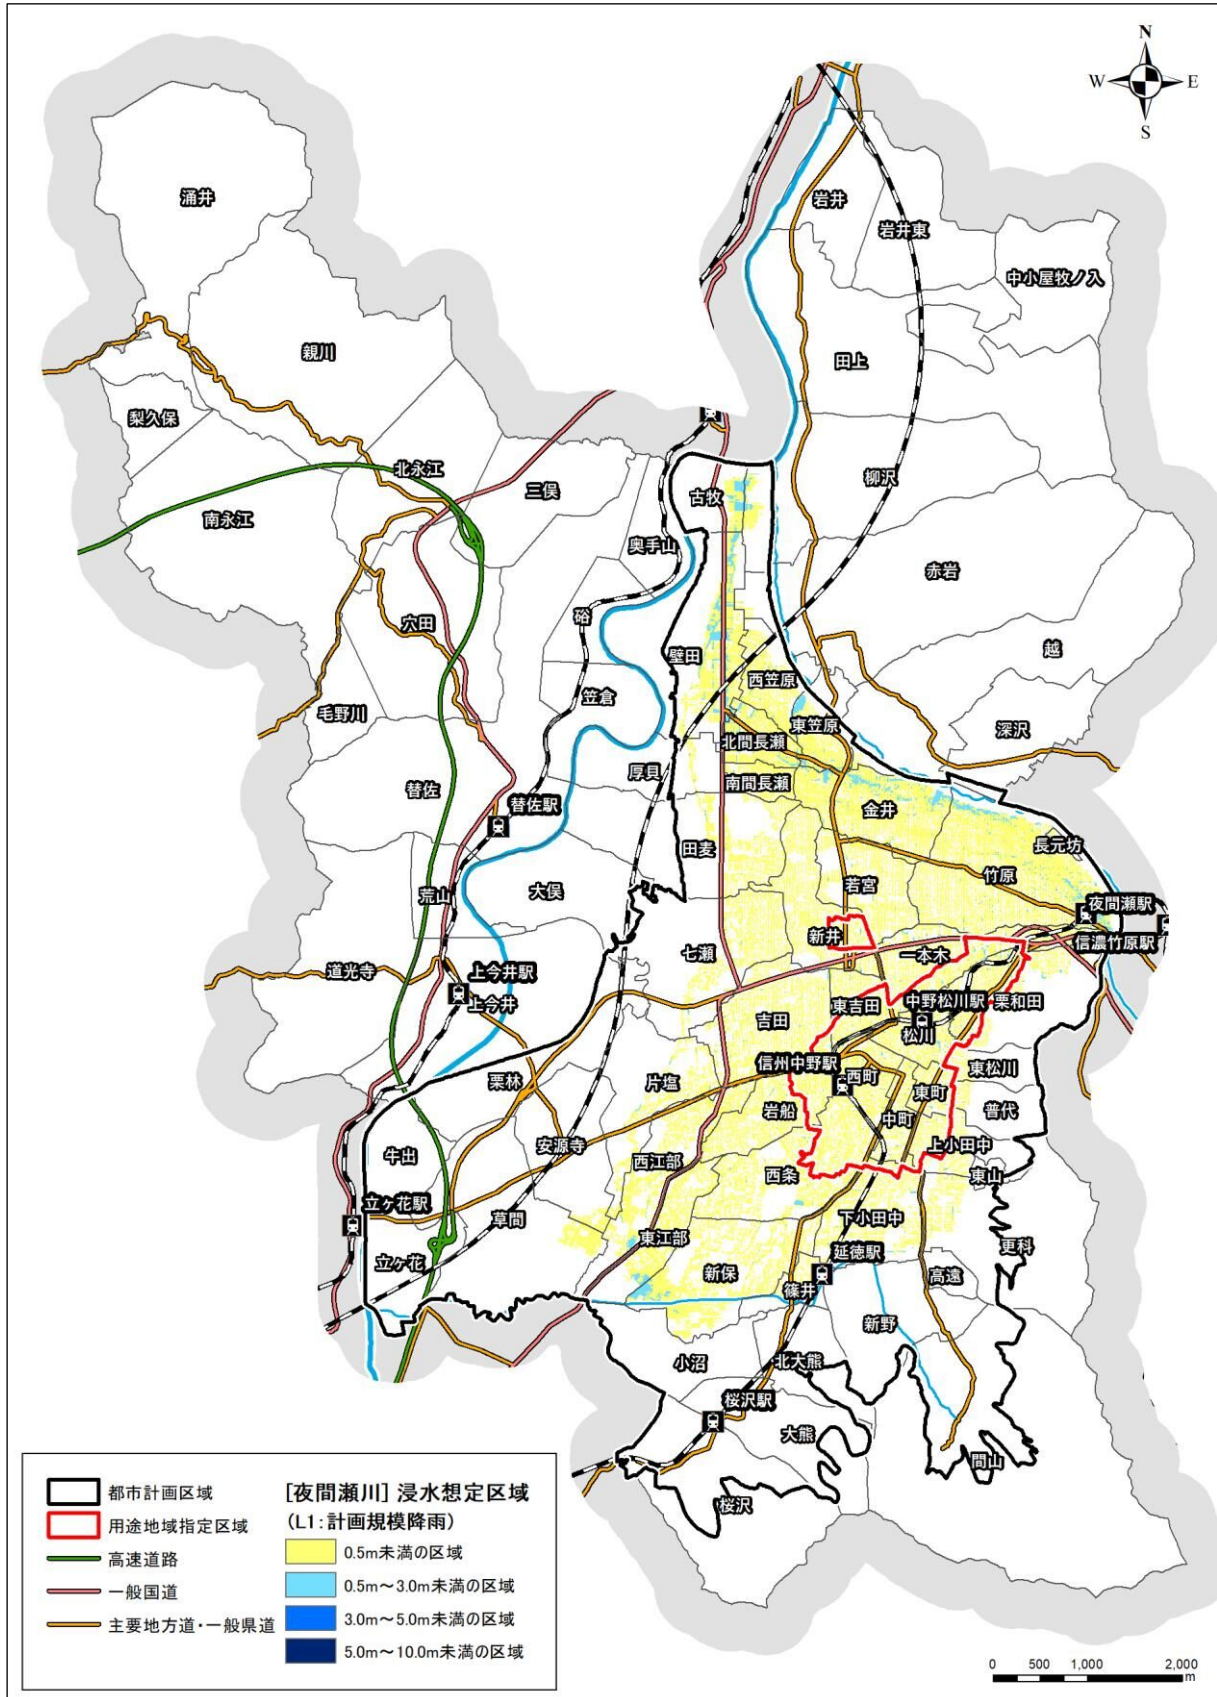 N
W
E
S
涌井
岩井
岩井東
中小屋牧ノ入
親川
田上
梨久保
北永江
三俣
古牧
柳沢
南永江
奥手山
赤岩
硲
穴田
壁田
越
西笠原
笠倉
毛野川
東笠原
深沢
北間長瀬
厚貝
南間長瀬
替佐
替佐駅
金井
田麦
長元坊
大俣
若宮
竹原
荒山
夜間瀬駅
新井
信濃竹原駅
七瀬
一本木
道光寺
上今井駅
上今井
東吉田
中野松川駅
栗和田
吉田
松川
信州中野駅
西町
東松川
栗林
片塩
東町
岩船
中町
普代
牛出
安源寺
上小田中
西江部
西条
東山
立ヶ花駅
草間
下小田中
東江部
更科
延徳駅
立ヶ花
新保
高遠
篠井
新野
小沼
北大熊
桜沢駅
大熊
間山
桜沢
都市計画区域
用途地域指定区域
高速道路
一般国道
主要地方道・一般県道
[夜間瀬川] 浸水想定区域
(L1:計画規模降雨)
0.5m未満の区域
0.5m～3.0m未満の区域
3.0m～5.0m未満の区域
5.0m～10.0m未満の区域
0 500 1,000 2,000
m